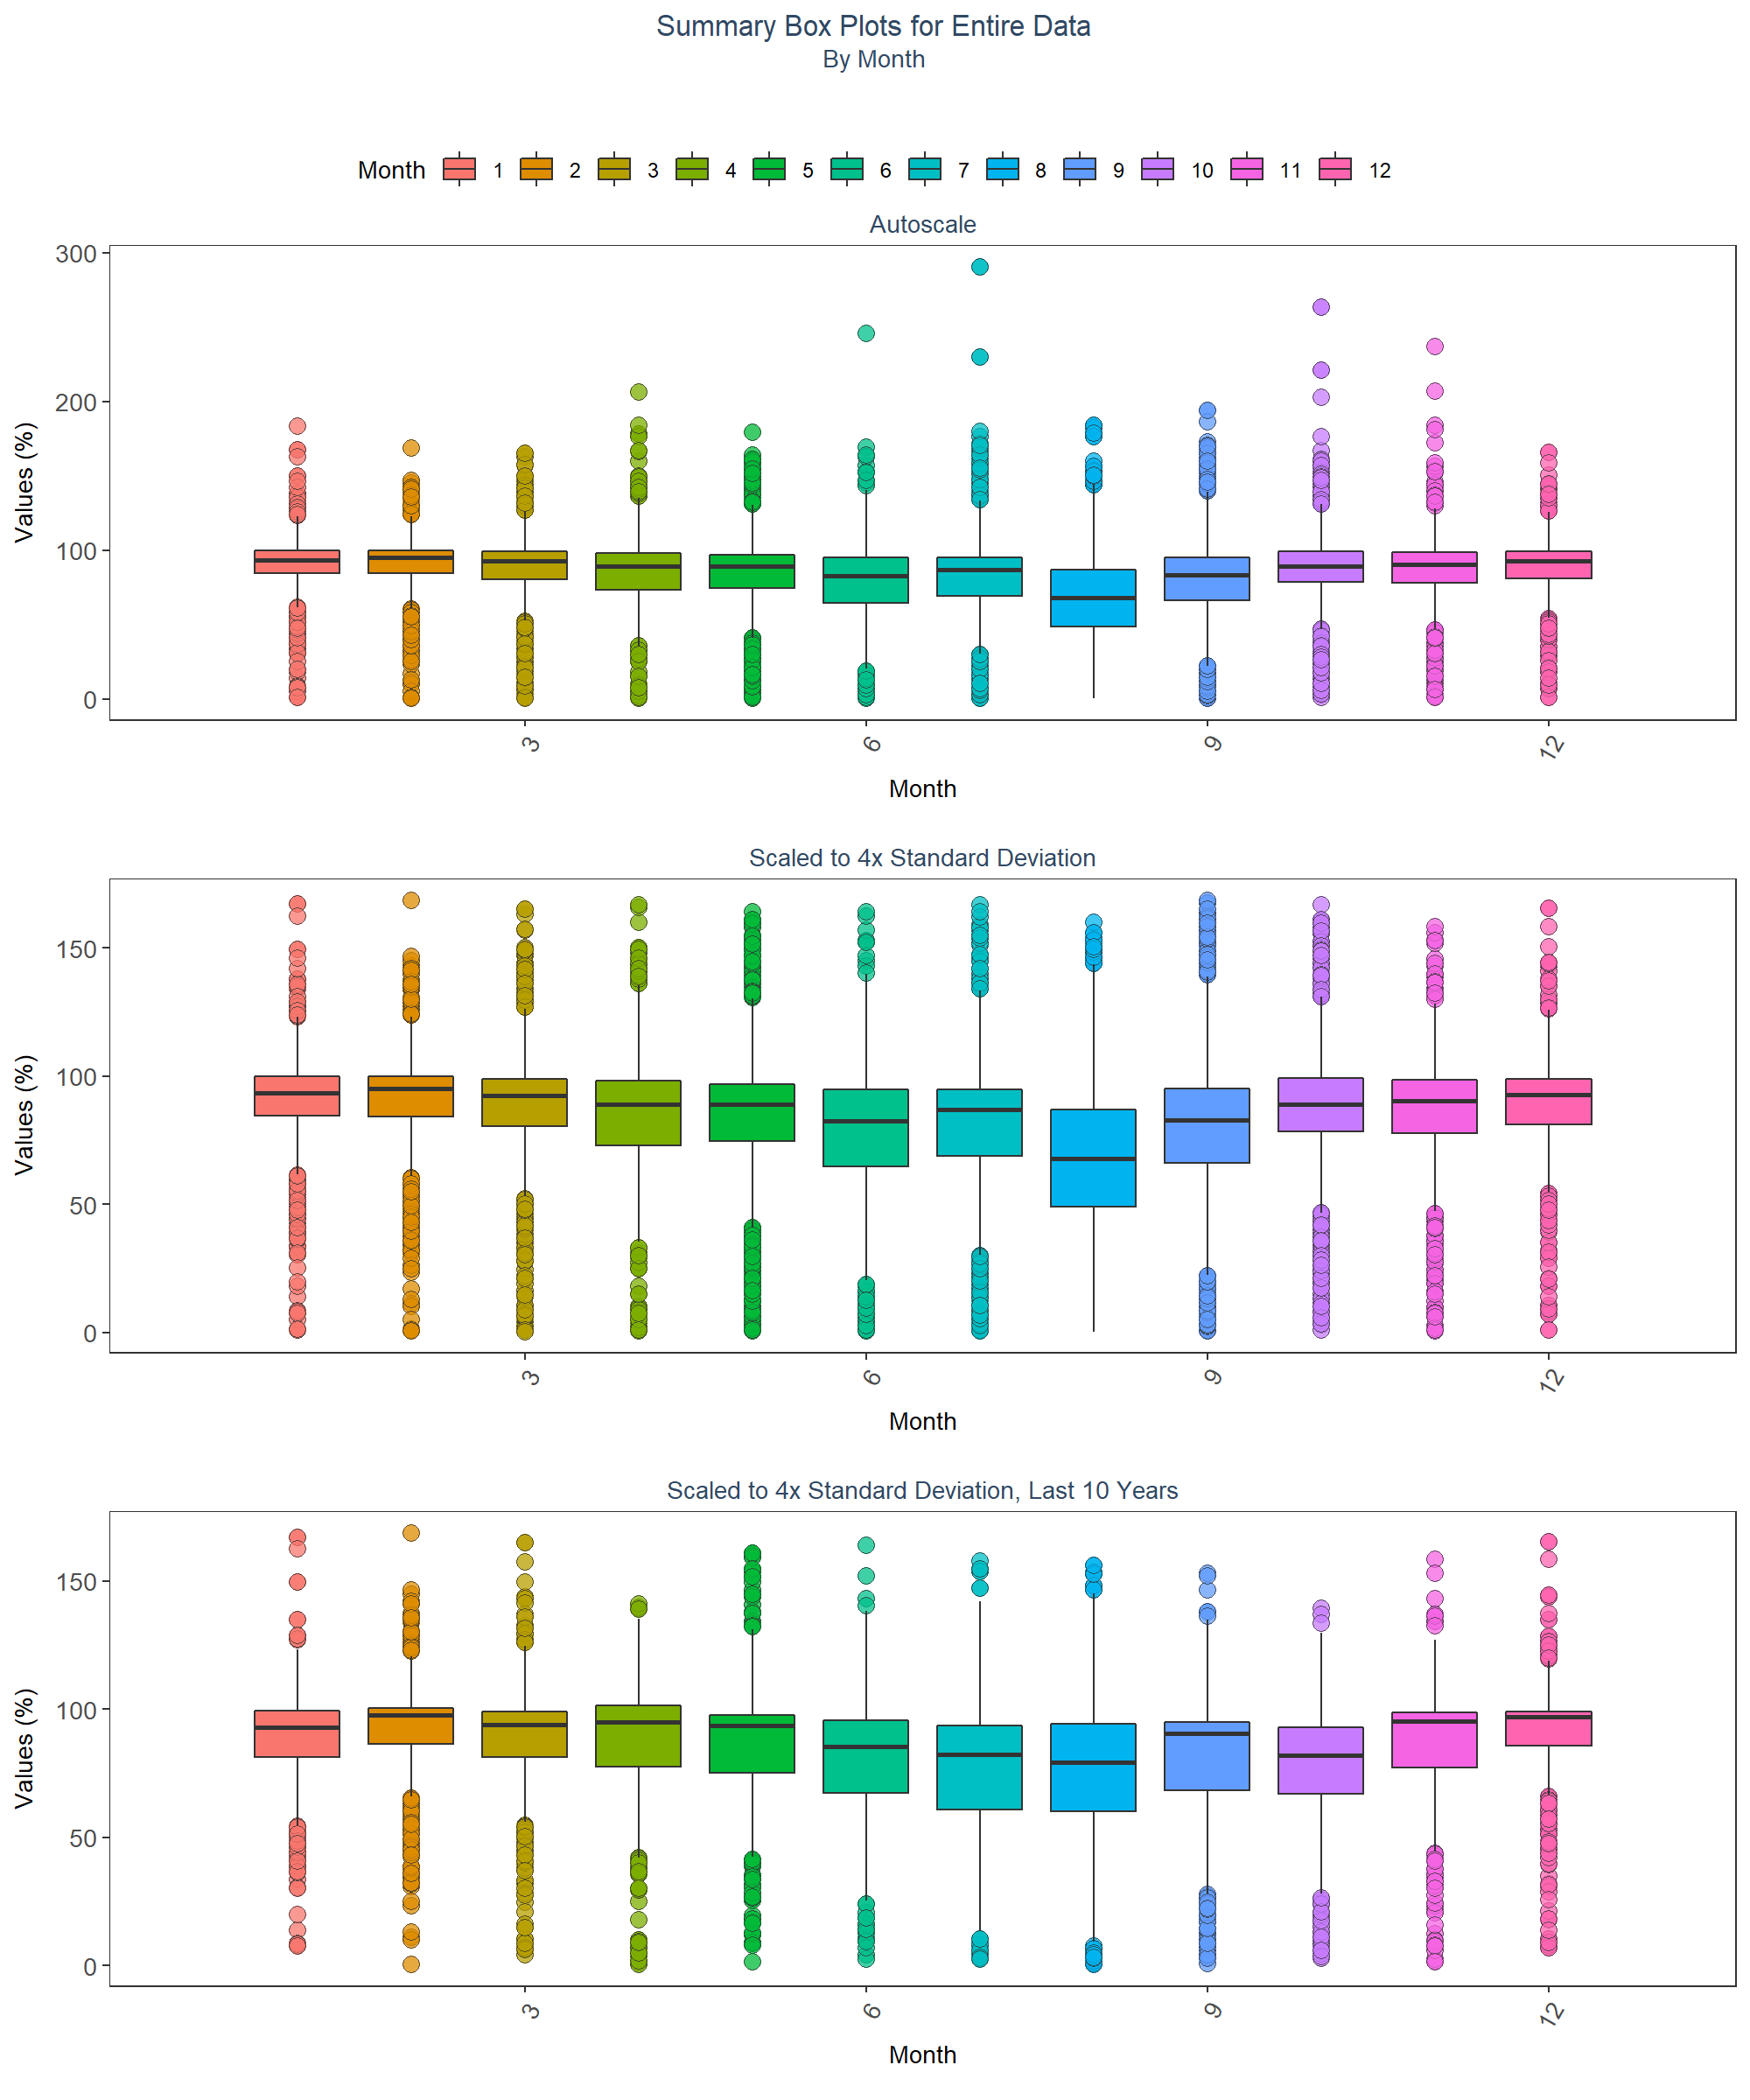 Summary Box Plots for Entire Data
By Month
Month 1 2 3 4 5 6 7 8 9 10 11 12
Autoscale
Values (%)
300
200
100
0
3 6 9 12
Month
Scaled to 4x Standard Deviation
Values (%)
150
100
50
0
3 6 9 12
Month
Scaled to 4x Standard Deviation, Last 10 Years
Values (%)
150
100
50
0
3 6 9 12
Month